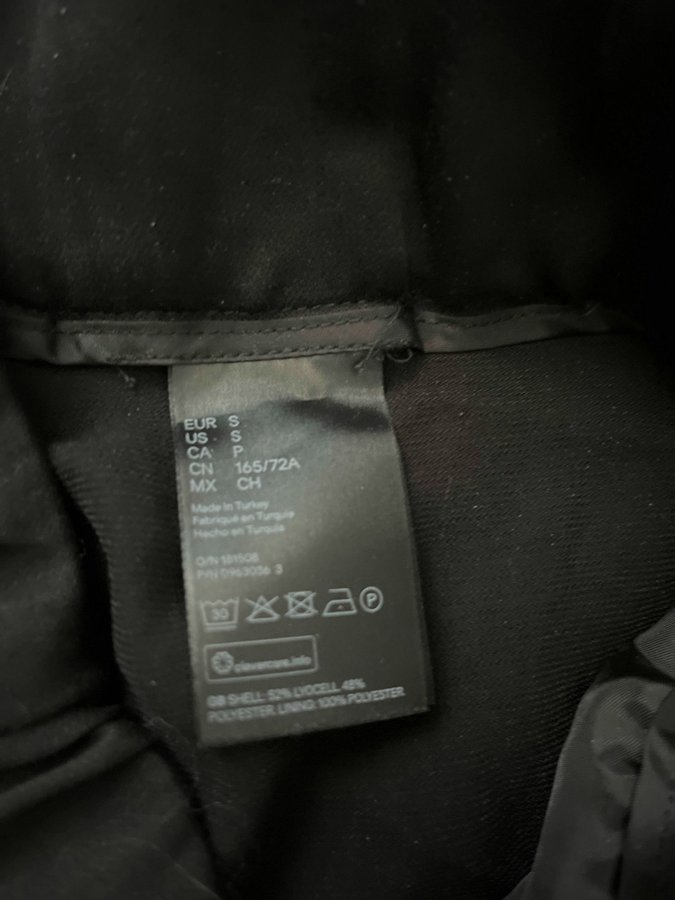 EUR S
US S
CA P
CN 165/72A
MX CH
Made in Turkey
Fabriqué en Turquie
Hecho en Turquía
O/N 181508
P/N 0963036 3
30
P
clevercare.info
GB SHELL: 52% LYOCELL 48%
POLYESTER. LINING: 100% POLYESTER